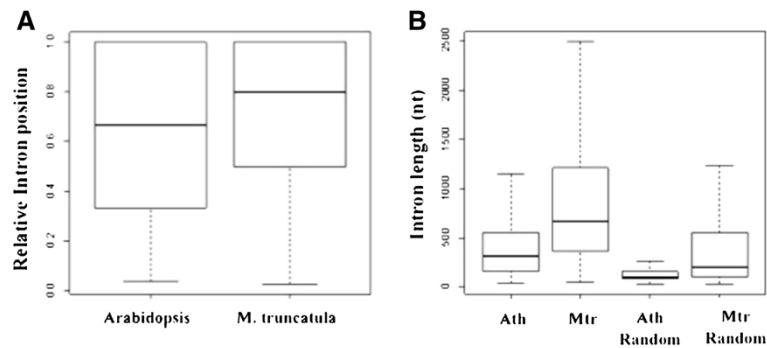 A
Relative Intron position
1.0
0.8
0.6
0.4
0.2
0.0
Arabidopsis
M. truncatula
B
Intron length (nt)
2500
2000
1500
1000
500
0
Ath
Mtr
Ath
Random
Mtr
Random